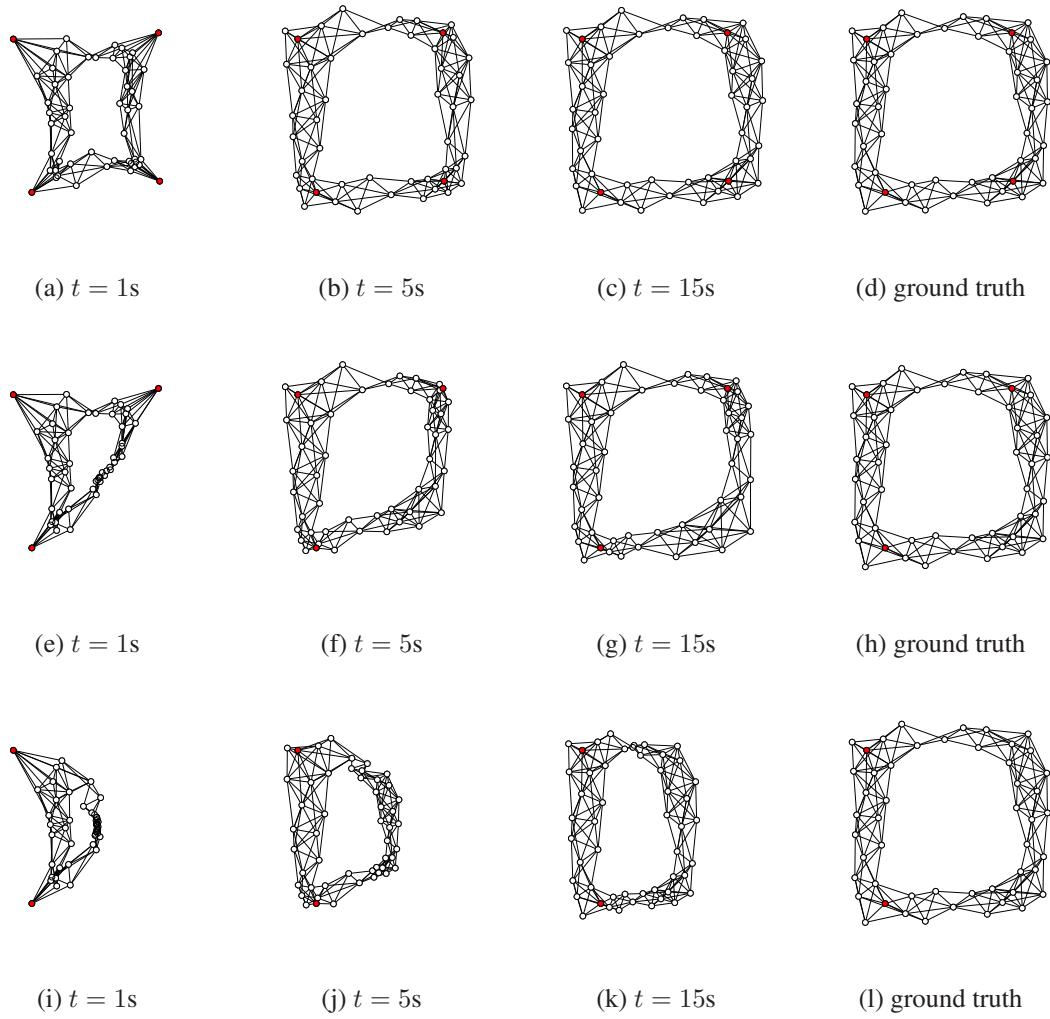 (a) t = 1s
(b) t = 5s
(c) t = 15s
(d) ground truth
(e) t = 1s
(f) t = 5s
(g) t = 15s
(h) ground truth
(i) t = 1s
(j) t = 5s
(k) t = 15s
(l) ground truth